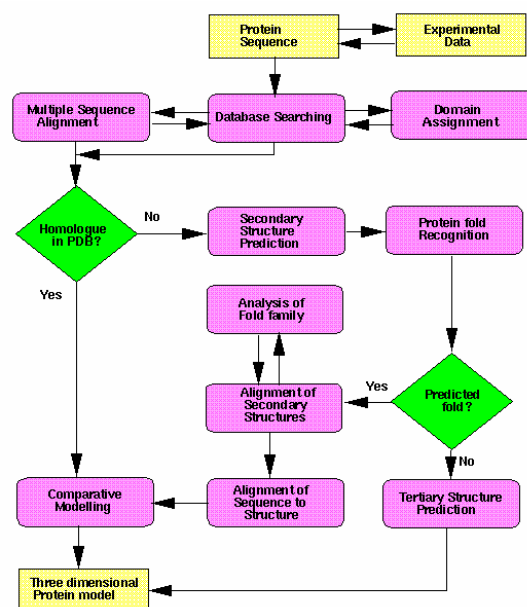 Protein
Sequence
Experimental
Data
Multiple Sequence
Alignment
Database Searching
Domain
Assignment
Homologue
in PDB?
No
Secondary
Structure
Prediction
Protein fold
Recognition
Yes
Analysis of
Fold family
Alignment of
Secondary
Structures
Yes
Predicted
fold?
No
Comparative
Modelling
Alignment of
Sequence to
Structure
Tertiary Structure
Prediction
Three dimensional
Protein model